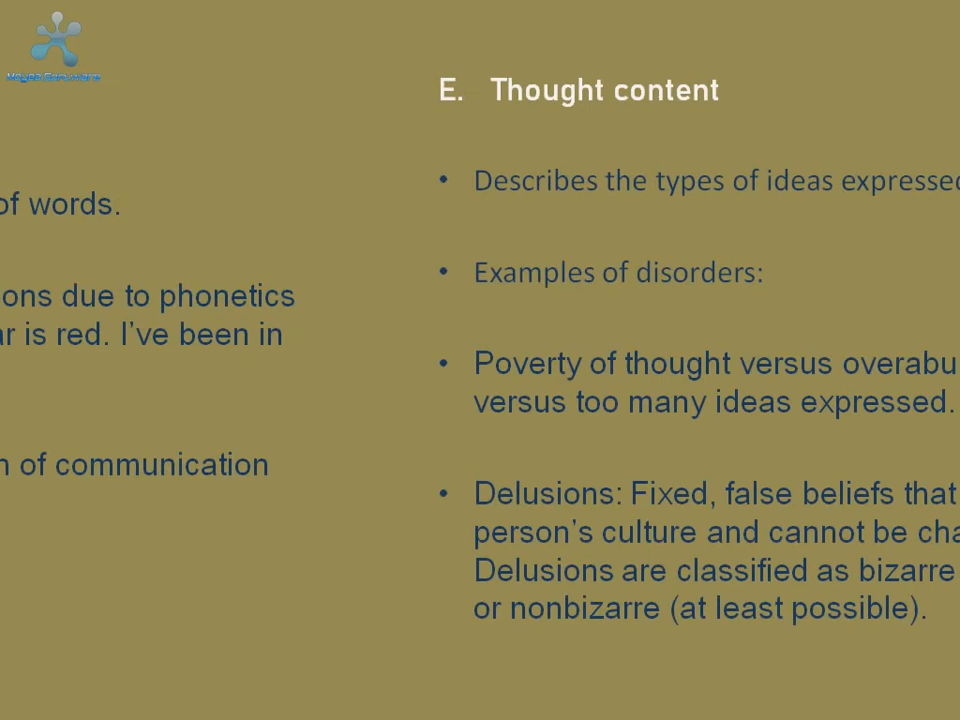 of words.
ons due to phonetics
ar is red. I've been in
n of communication
E. Thought content
• Describes the types of ideas expressed
• Examples of disorders:
• Poverty of thought versus overabu
versus too many ideas expressed.
• Delusions: Fixed, false beliefs that
person's culture and cannot be cha
Delusions are classified as bizarre
or nonbizarre (at least possible).